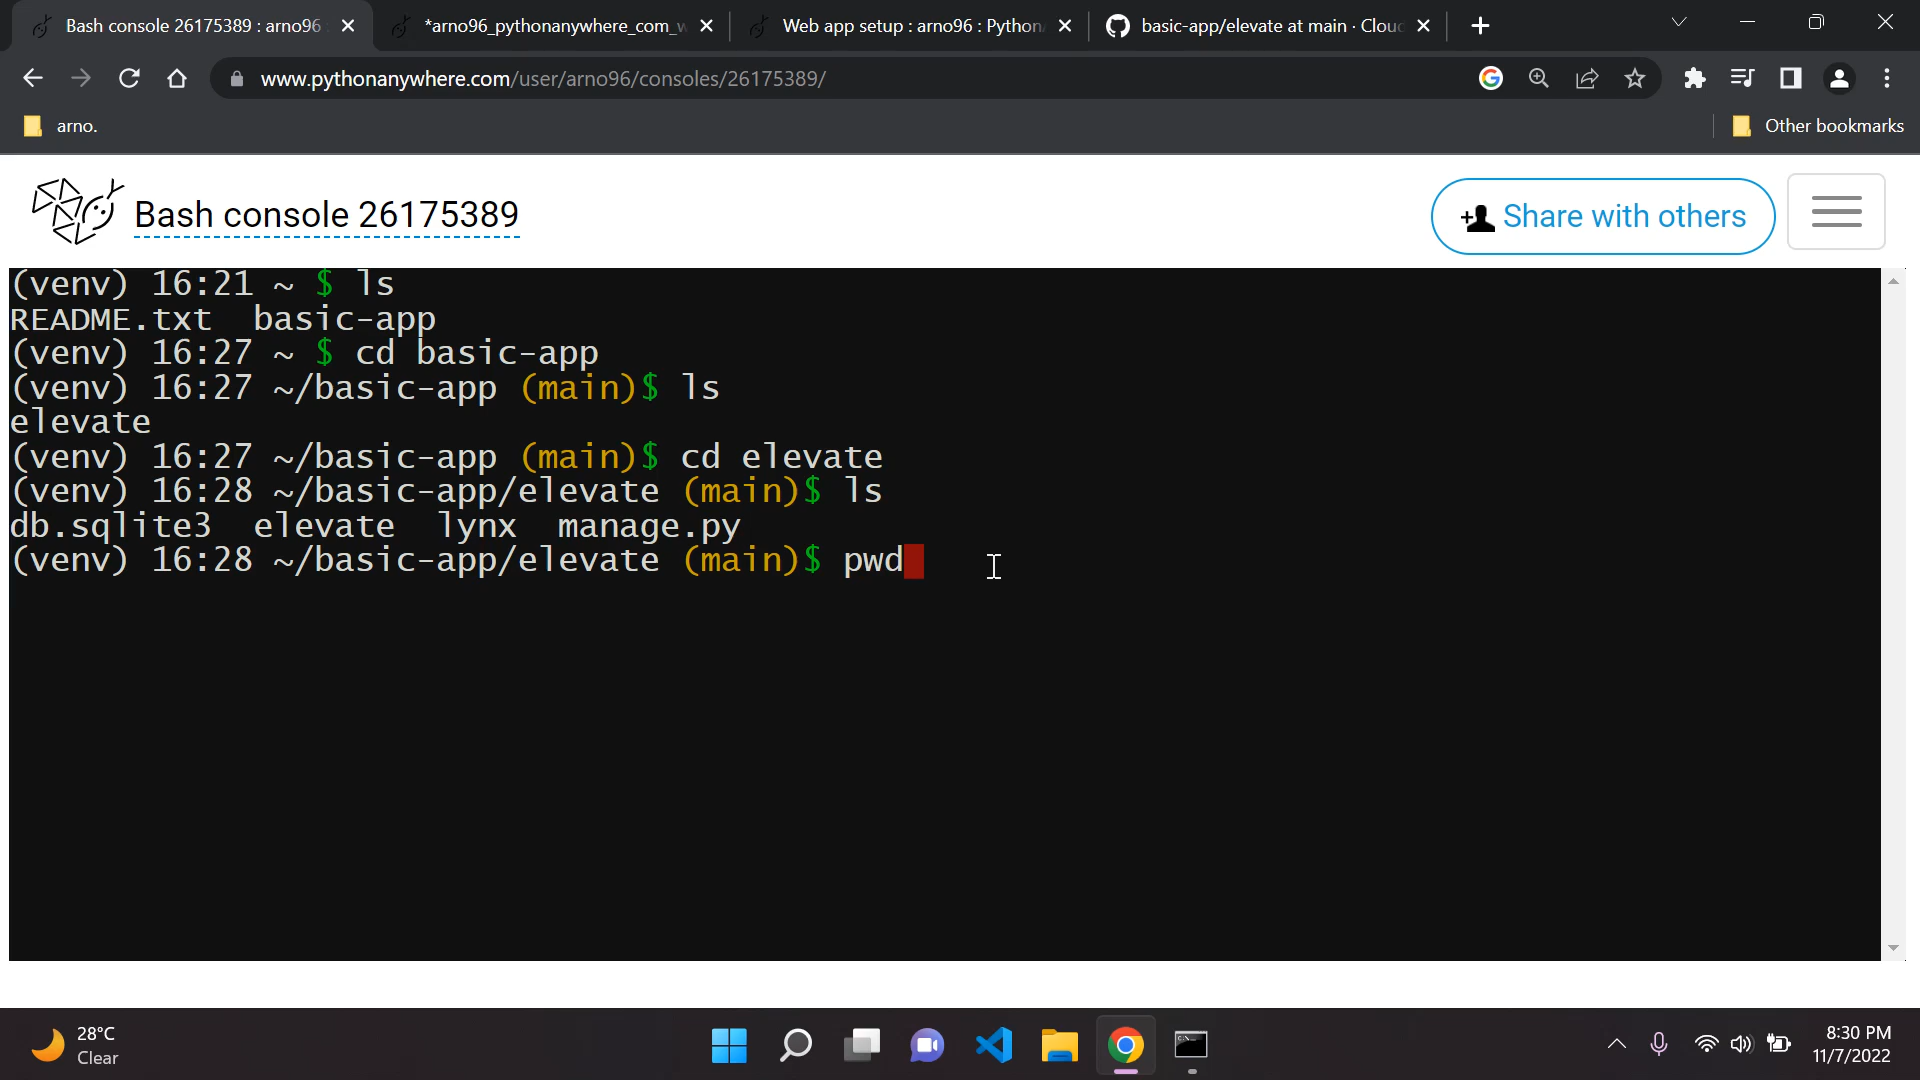 Bash console 26175389 : arno96 :
*arno96_pythonanywhere_com_w
Web app setup : arno96 : Python
basic-app/elevate at main · Clou
www.pythonanywhere.com/user/arno96/consoles/26175389/
arno.
Other bookmarks
Bash console 26175389
Share with others
(venv) 16:21 ~ $ ls
README.txt  basic-app
(venv) 16:27 ~ $ cd basic-app
(venv) 16:27 ~/basic-app (main)$ ls
elevate
(venv) 16:27 ~/basic-app (main)$ cd elevate
(venv) 16:28 ~/basic-app/elevate (main)$ ls
db.sqlite3  elevate  lynx  manage.py
(venv) 16:28 ~/basic-app/elevate (main)$ pwd
28°C
Clear
8:30 PM
11/7/2022